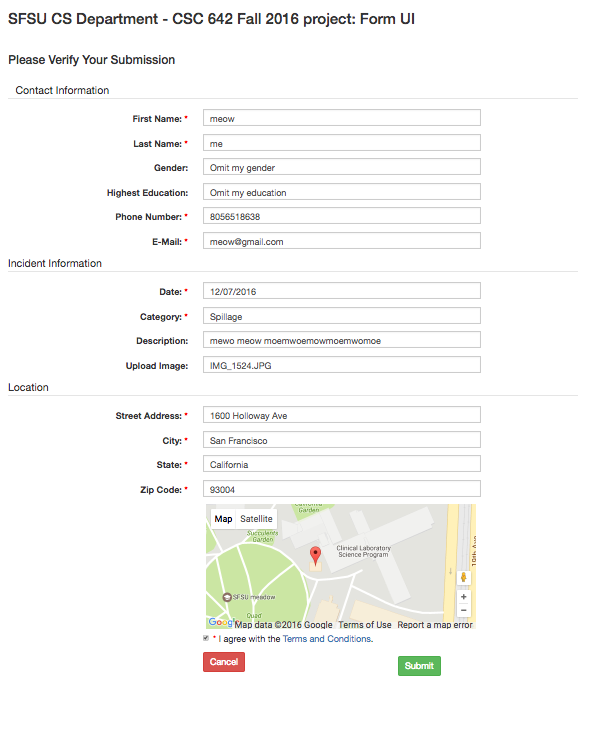 SFSU CS Department - CSC 642 Fall 2016 project: Form UI
Please Verify Your Submission
Contact Information
First Name: * meow
Last Name: * me
Gender: Omit my gender
Highest Education: Omit my education
Phone Number: * 8056518638
E-Mail: * meow@gmail.com
Incident Information
Date: * 12/07/2016
Category: * Spillage
Description: mewo meow moemwoemowmoemwomoe
Upload Image: IMG_1524.JPG
Location
Street Address: * 1600 Holloway Ave
City: * San Francisco
State: * California
Zip Code: * 93004
California
Garden
Map Satellite
Succulents
Garden
Clinical Laboratory
Science Program
19th Ave
SFSU meadow
Quad
+
−
Google Map data ©2016 Google Terms of Use Report a map error
* I agree with the Terms and Conditions.
Cancel
Submit